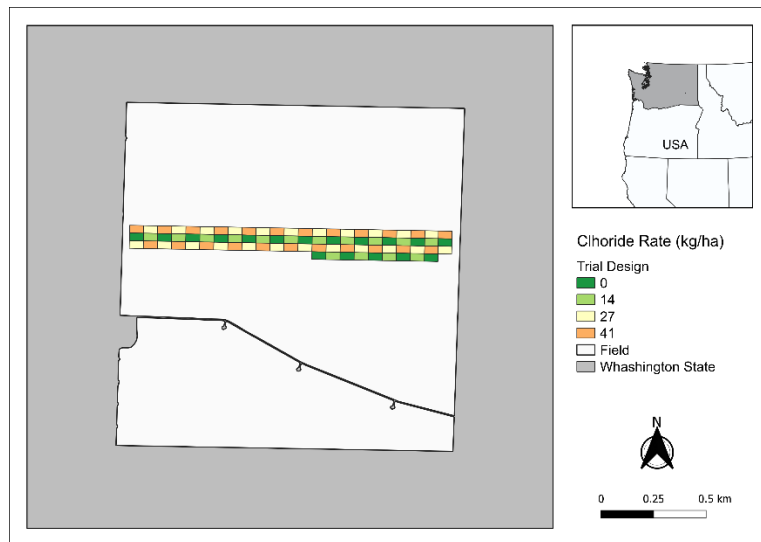 USA
Clhoride Rate (kg/ha)
Trial Design
0
14
27
41
Field
Whashington State
N
0 0.25 0.5 km